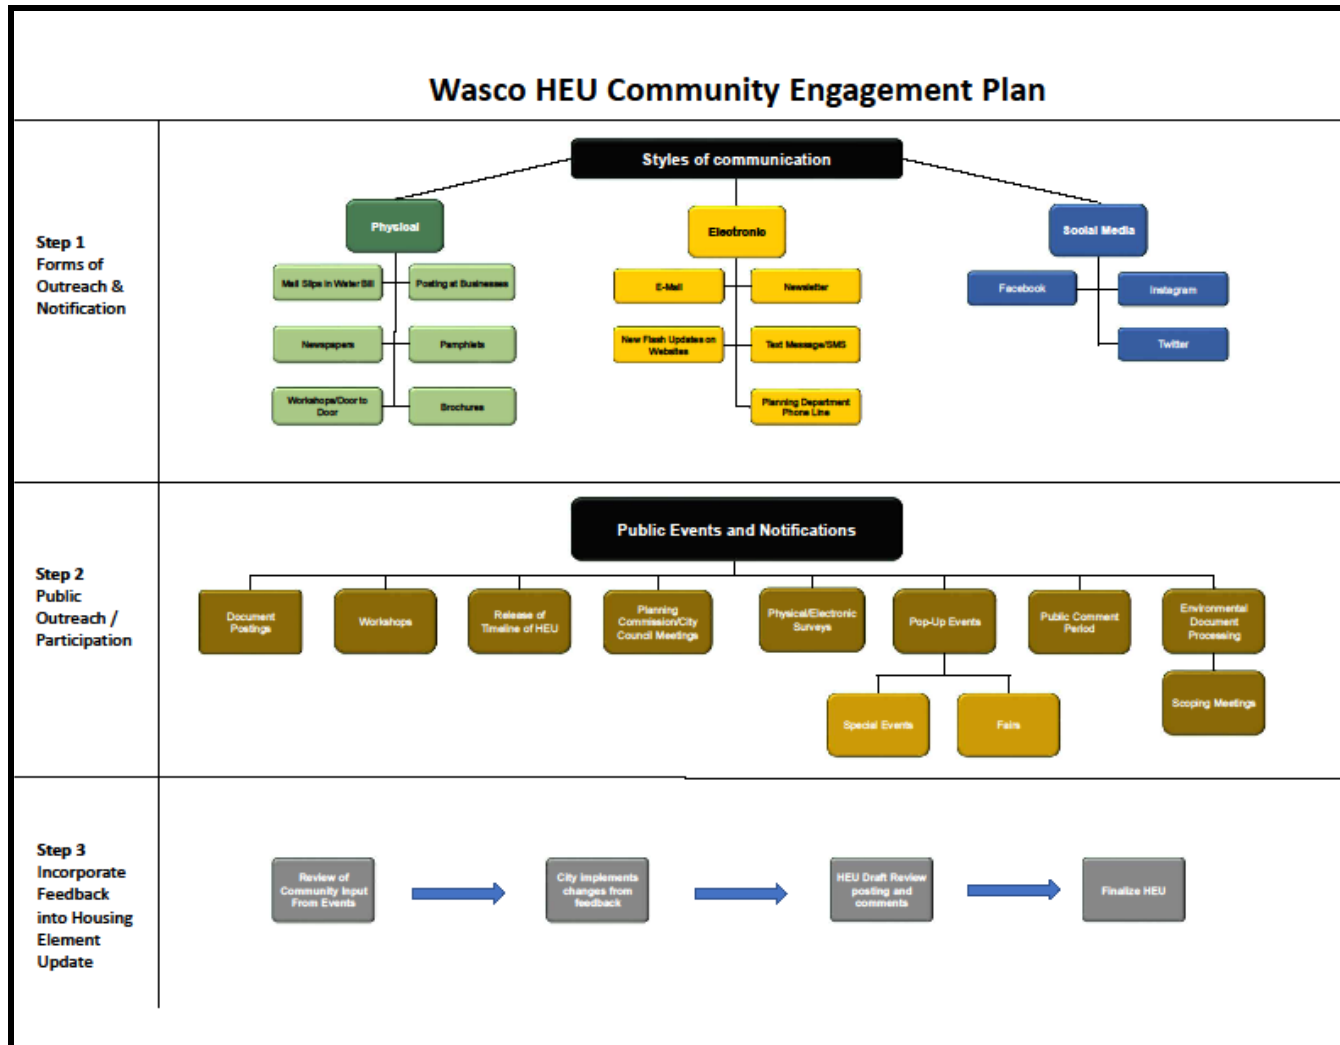 Wasco HEU Community Engagement Plan
Step 1
Forms of
Outreach &
Notification
Styles of communication
Physical
Electronic
Social Media
Mail Slips in Water Bill
Posting at Businesses
Newspapers
Pamphlets
Workshops/Door to
Door
Brochures
E-Mail
Newsletter
New Flash Updates on
Websites
Text Message/SMS
Planning Department
Phone Line
Facebook
Instagram
Twitter
Step 2
Public
Outreach /
Participation
Public Events and Notifications
Document
Postings
Workshops
Release of
Timeline of HEU
Planning
Commission/City
Council Meetings
Physical/Electronic
Surveys
Pop-Up Events
Public Comment
Period
Environmental
Document
Processing
Special Events
Fairs
Scoping Meetings
Step 3
Incorporate
Feedback
into Housing
Element
Update
Review of
Community Input
From Events
City implements
changes from
feedback
HEU Draft Review
posting and
comments
Finalize HEU